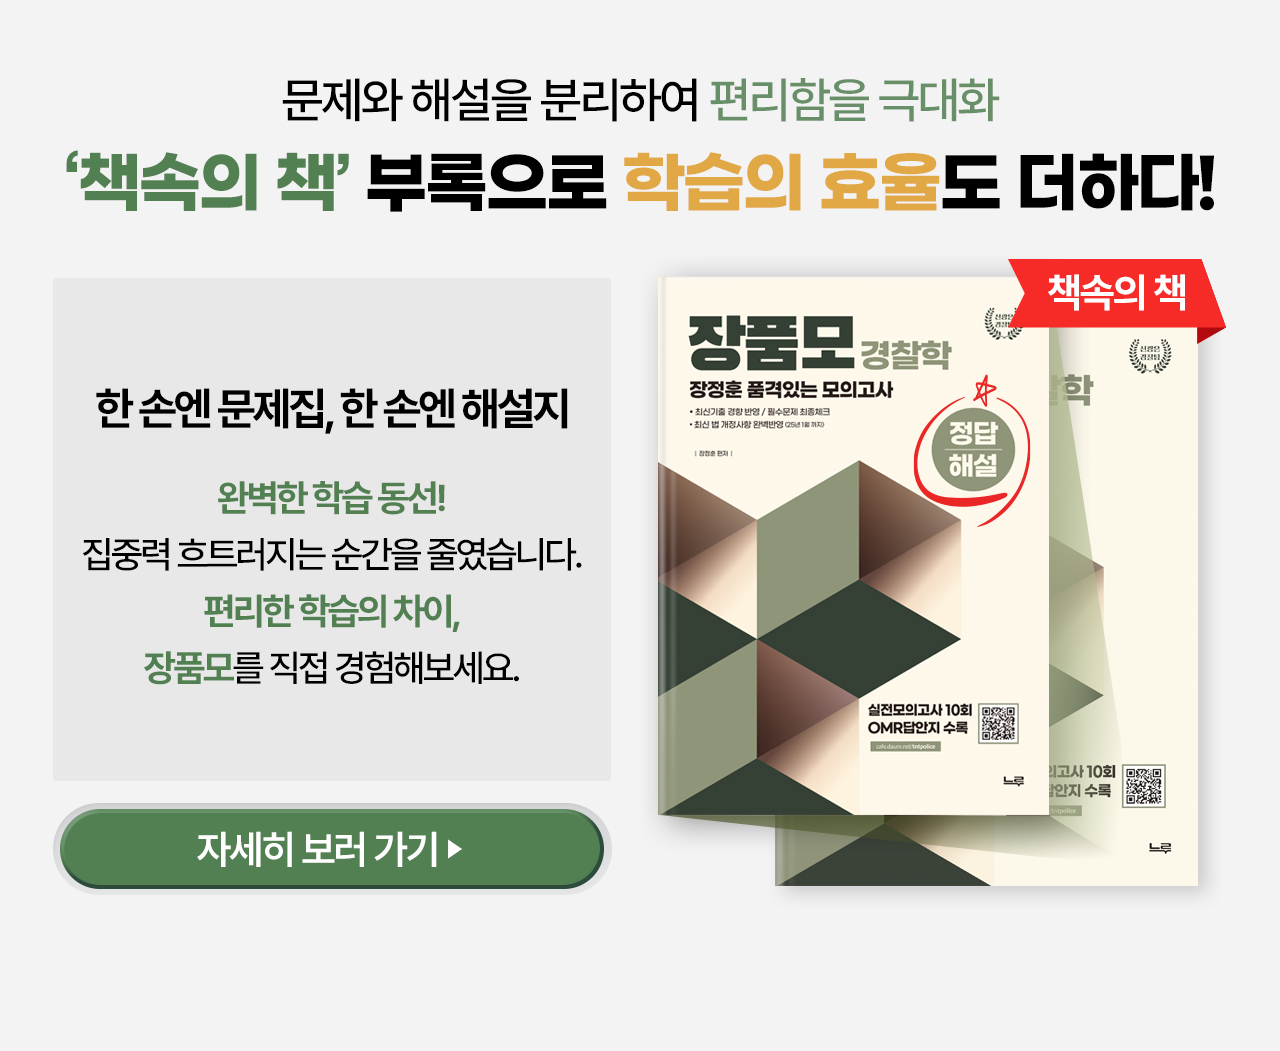 문제와 해설을 분리하여 편리함을 극대화
‘책속의 책’ 부록으로 학습의 효율도 더하다!
한 손엔 문제집, 한 손엔 해설지
완벽한 학습 동선!
집중력 흐트러지는 순간을 줄였습니다.
편리한 학습의 차이,
장품모를 직접 경험해보세요.
자세히 보러 가기
책속의 책
장품모 경찰학
장정훈 품격있는 모의고사
• 최신기출 경향 반영 / 필수문제 최종체크
• 최신 법 개정사항 완벽반영 (25년 1월 까지)
| 장정훈 편저 |
정답
해설
실전모의고사 10회
OMR답안지 수록
cafe.daum.net/tntpolice
느루
학
신광은
경찰팀
의고사 10회
답안지 수록
tntpolice
느루